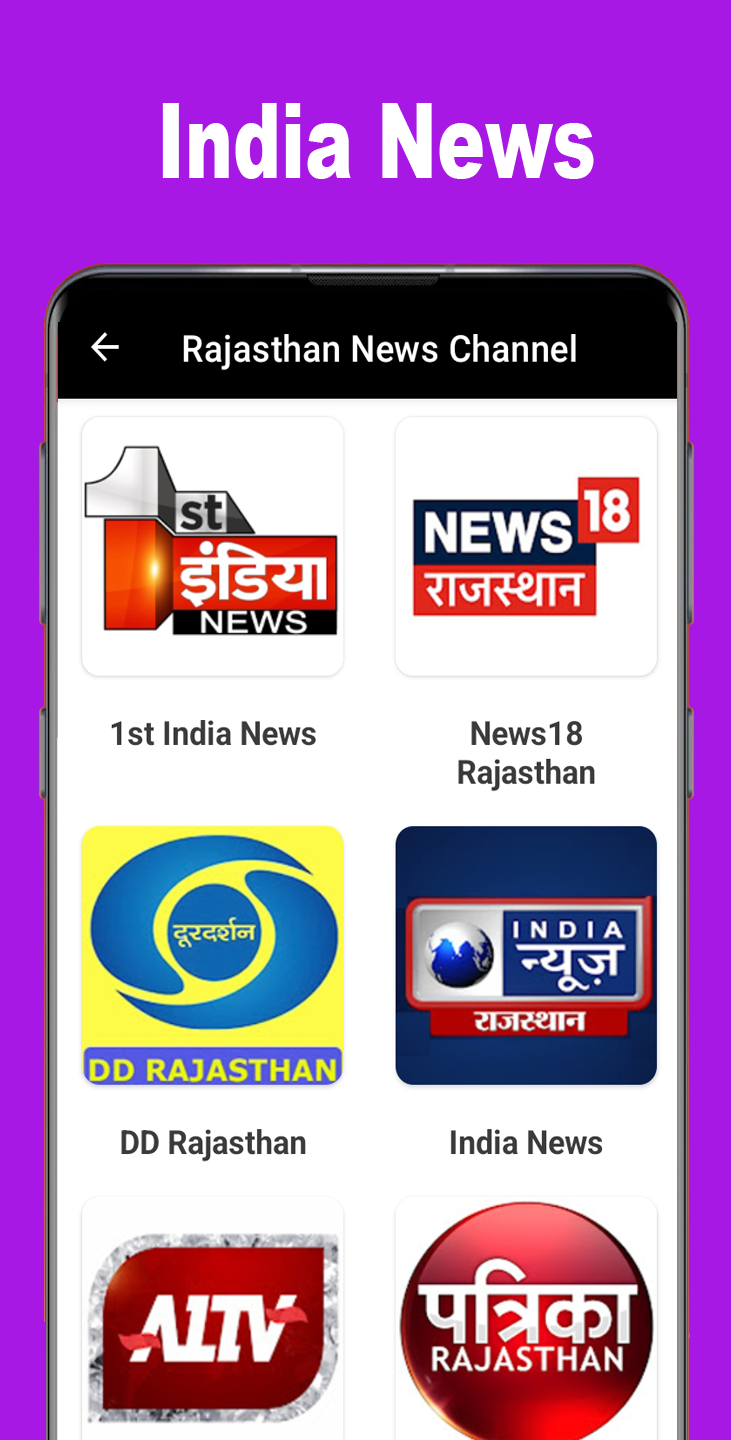 India News
Rajasthan News Channel
1st
इंडिया
NEWS
NEWS 18
राजस्थान
1st India News
News18
Rajasthan
दूरदर्शन
DD RAJASTHAN
INDIA
न्यूज़
राजस्थान
DD Rajasthan
India News
A1TV
पत्रिका
RAJASTHAN